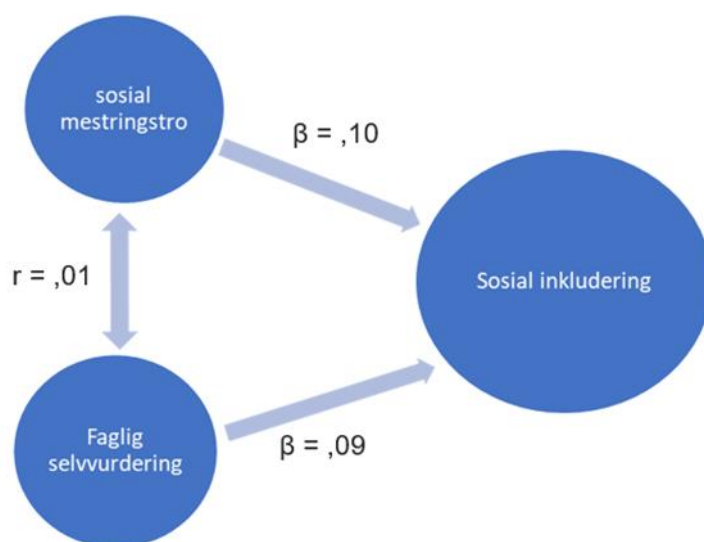 sosial
mestringstro
β = ,10
Sosial inkludering
r = ,01
Faglig
selvvurdering
β = ,09